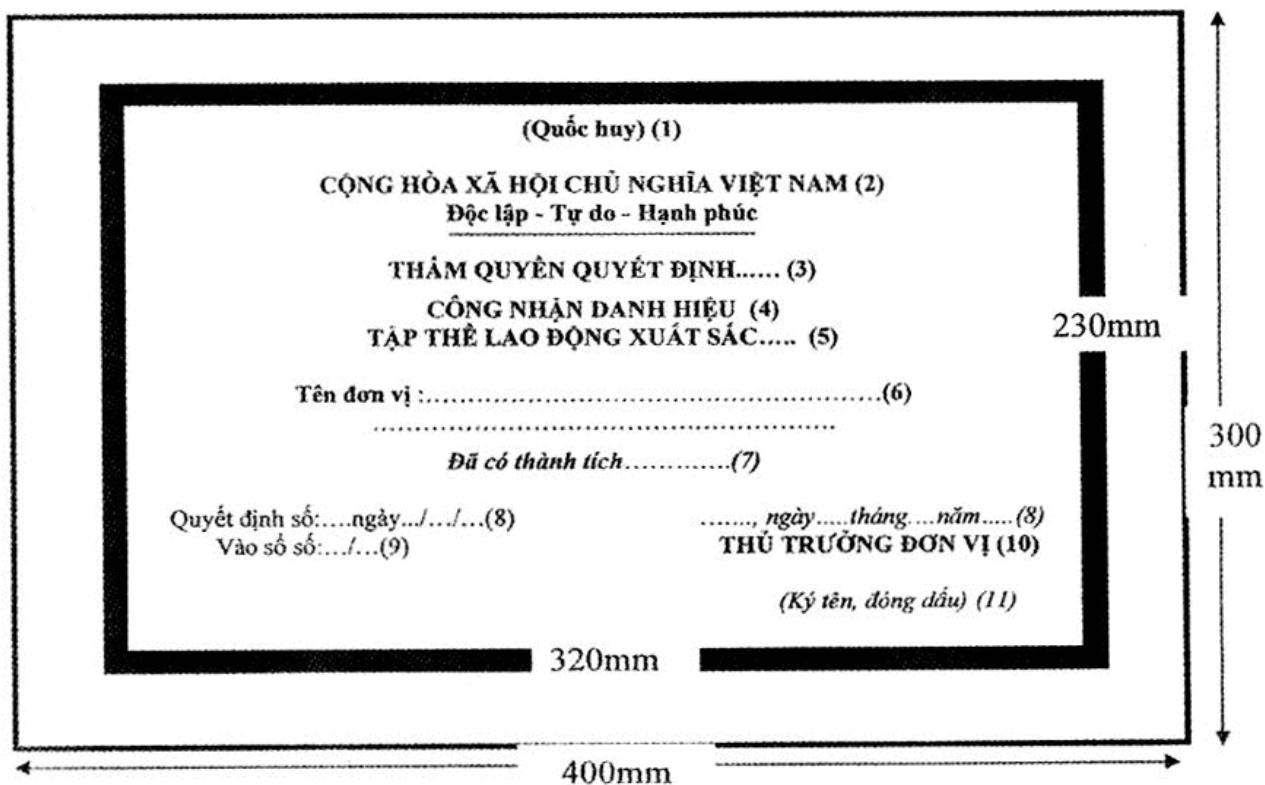 (Quốc huy) (1)
CỘNG HÒA XÃ HỘI CHỦ NGHĨA VIỆT NAM (2)
Độc lập - Tự do - Hạnh phúc
THẨM QUYỀN QUYẾT ĐỊNH...... (3)
CÔNG NHẬN DANH HIỆU (4)
TẬP THỂ LAO ĐỘNG XUẤT SẮC..... (5)
230mm
Tên đơn vị :.......................................................(6)
........................................................
300
mm
Đã có thành tích.............(7)
Quyết định số:....ngày.../.../...(8)
Vào sổ số:.../...(9)
......., ngày.....tháng....năm.....(8)
THỦ TRƯỞNG ĐƠN VỊ (10)
(Ký tên, đóng dấu) (11)
320mm
400mm